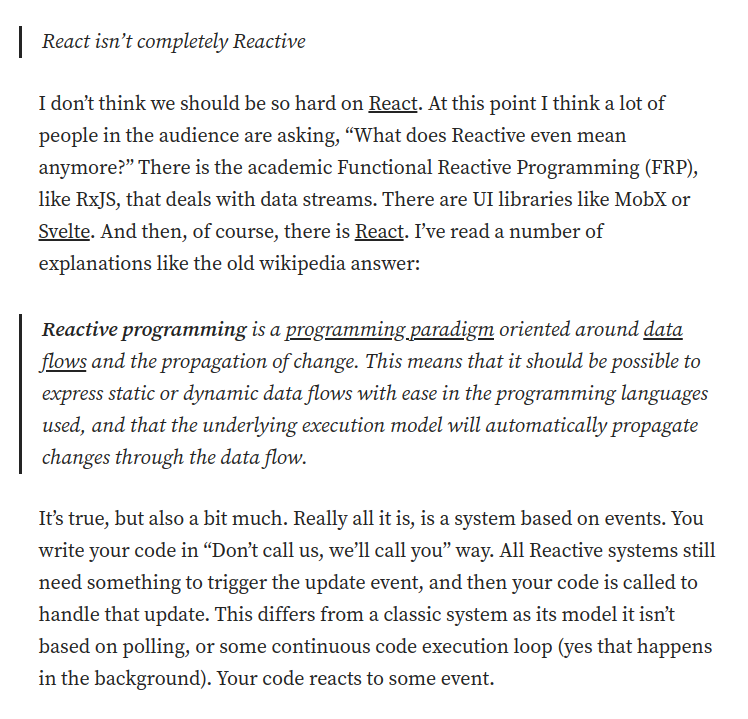 React isn’t completely Reactive
I don’t think we should be so hard on React. At this point I think a lot of
people in the audience are asking, “What does Reactive even mean
anymore?” There is the academic Functional Reactive Programming (FRP),
like RxJS, that deals with data streams. There are UI libraries like MobX or
Svelte. And then, of course, there is React. I’ve read a number of
explanations like the old wikipedia answer:
Reactive programming is a programming paradigm oriented around data
flows and the propagation of change. This means that it should be possible to
express static or dynamic data flows with ease in the programming languages
used, and that the underlying execution model will automatically propagate
changes through the data flow.
It’s true, but also a bit much. Really all it is, is a system based on events. You
write your code in “Don’t call us, we’ll call you” way. All Reactive systems still
need something to trigger the update event, and then your code is called to
handle that update. This differs from a classic system as its model it isn’t
based on polling, or some continuous code execution loop (yes that happens
in the background). Your code reacts to some event.